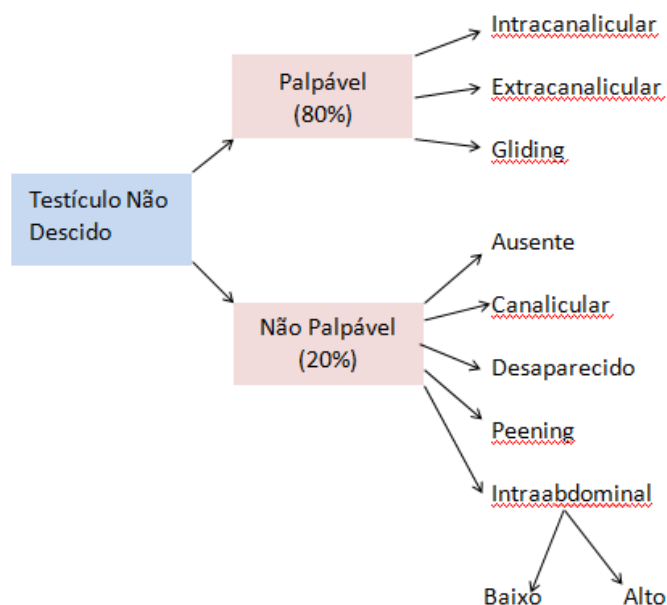 Intracanalicular
Palpável
(80%)
Extracanalicular
Gliding
Testículo Não
Descido
Ausente
Não Palpável
(20%)
Canalicular
Desaparecido
Peening
Intraabdominal
Baixo
Alto